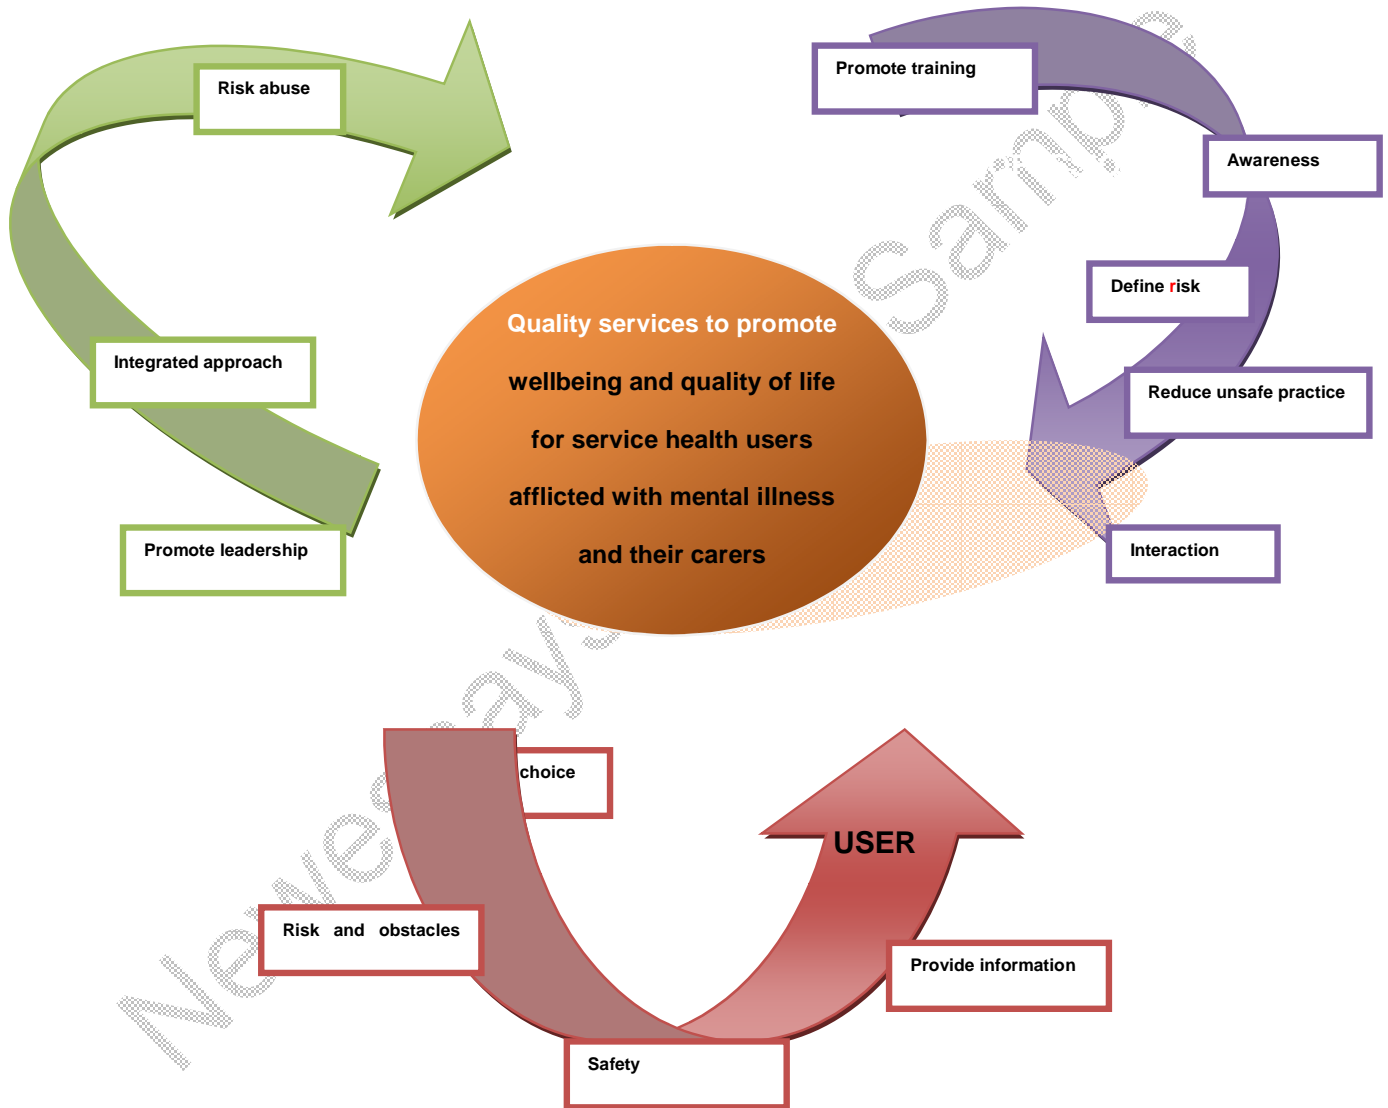 Risk abuse
Promote training
Awareness
Define risk
Quality services to promote
wellbeing and quality of life
for service health users
afflicted with mental illness
and their carers
Integrated approach
Reduce unsafe practice
Promote leadership
Interaction
choice
USER
Risk and obstacles
Provide information
Safety